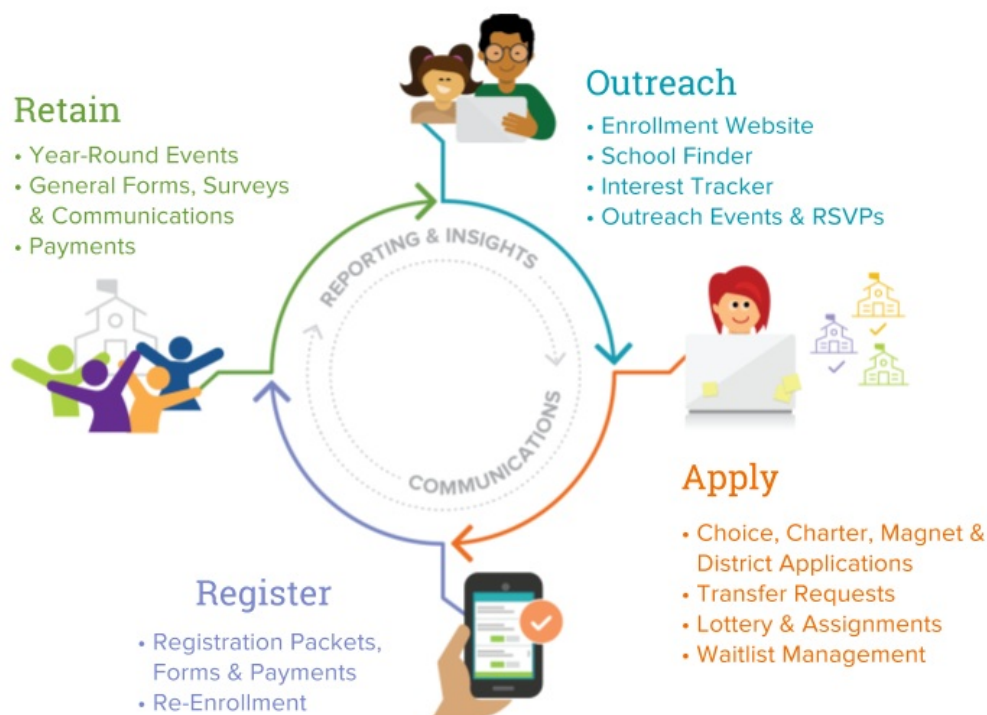 Retain
• Year-Round Events
• General Forms, Surveys
& Communications
• Payments
Outreach
• Enrollment Website
• School Finder
• Interest Tracker
• Outreach Events & RSVPs
REPORTING & INSIGHTS
COMMUNICATIONS
Apply
• Choice, Charter, Magnet &
District Applications
• Transfer Requests
• Lottery & Assignments
• Waitlist Management
Register
• Registration Packets,
Forms & Payments
• Re-Enrollment